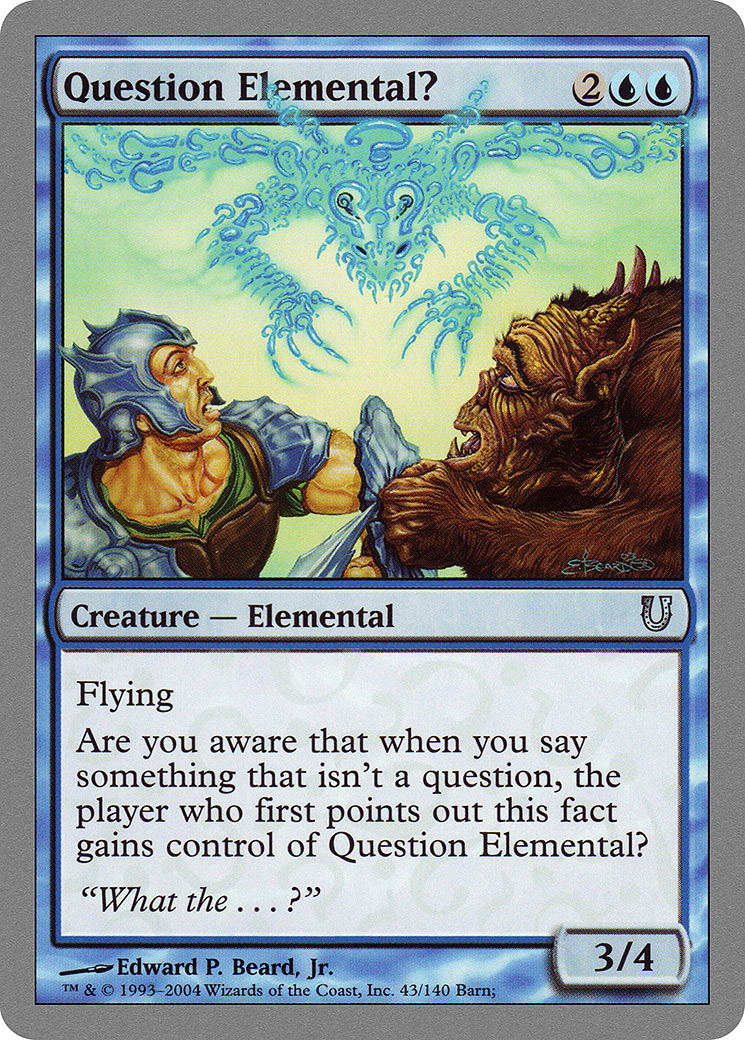 Question Elemental? 2
E. BEARD JR
Creature — Elemental
Flying
Are you aware that when you say
something that isn't a question, the
player who first points out this fact
gains control of Question Elemental?
“What the . . . ?”
3/4
Edward P. Beard, Jr.
™ & © 1993–2004 Wizards of the Coast, Inc. 43/140 Barn;